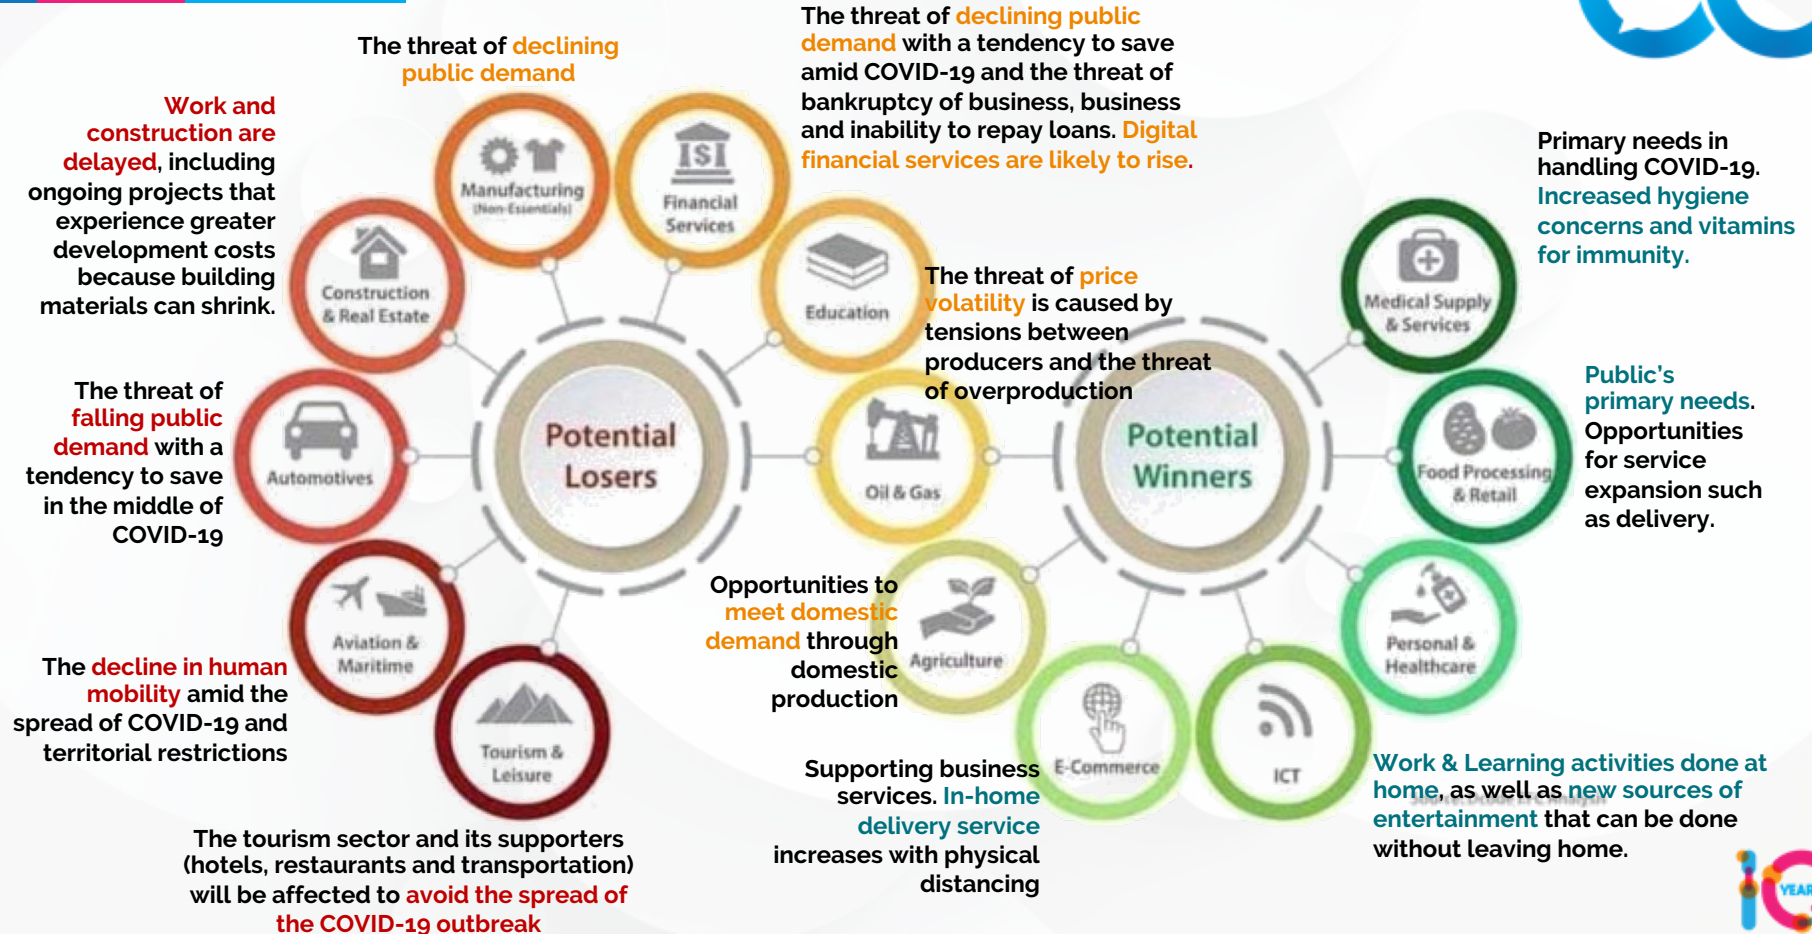 The threat of declining
public demand
The threat of declining public
demand with a tendency to save
amid COVID-19 and the threat of
bankruptcy of business, business
and inability to repay loans. Digital
financial services are likely to rise.
Work and
construction are
delayed, including
ongoing projects that
experience greater
development costs
because building
materials can shrink.
Primary needs in
handling COVID-19.
Increased hygiene
concerns and vitamins
for immunity.
Manufacturing
(Non-Essentials)
Financial
Services
Construction
& Real Estate
Education
The threat of price
volatility is caused by
tensions between
producers and the threat
of overproduction
Medical Supply
& Services
The threat of
falling public
demand with a
tendency to save
in the middle of
COVID-19
Automotives
Potential
Losers
Oil & Gas
Potential
Winners
Food Processing
& Retail
Public's
primary needs.
Opportunities
for service
expansion such
as delivery.
Aviation &
Maritime
Opportunities to
meet domestic
demand through
domestic
production
Agriculture
Personal &
Healthcare
The decline in human
mobility amid the
spread of COVID-19 and
territorial restrictions
Tourism &
Leisure
Supporting business
services. In-home
delivery service
increases with physical
distancing
E-Commerce
ICT
Work & Learning activities done at
home, as well as new sources of
entertainment that can be done
without leaving home.
The tourism sector and its supporters
(hotels, restaurants and transportation)
will be affected to avoid the spread of
the COVID-19 outbreak